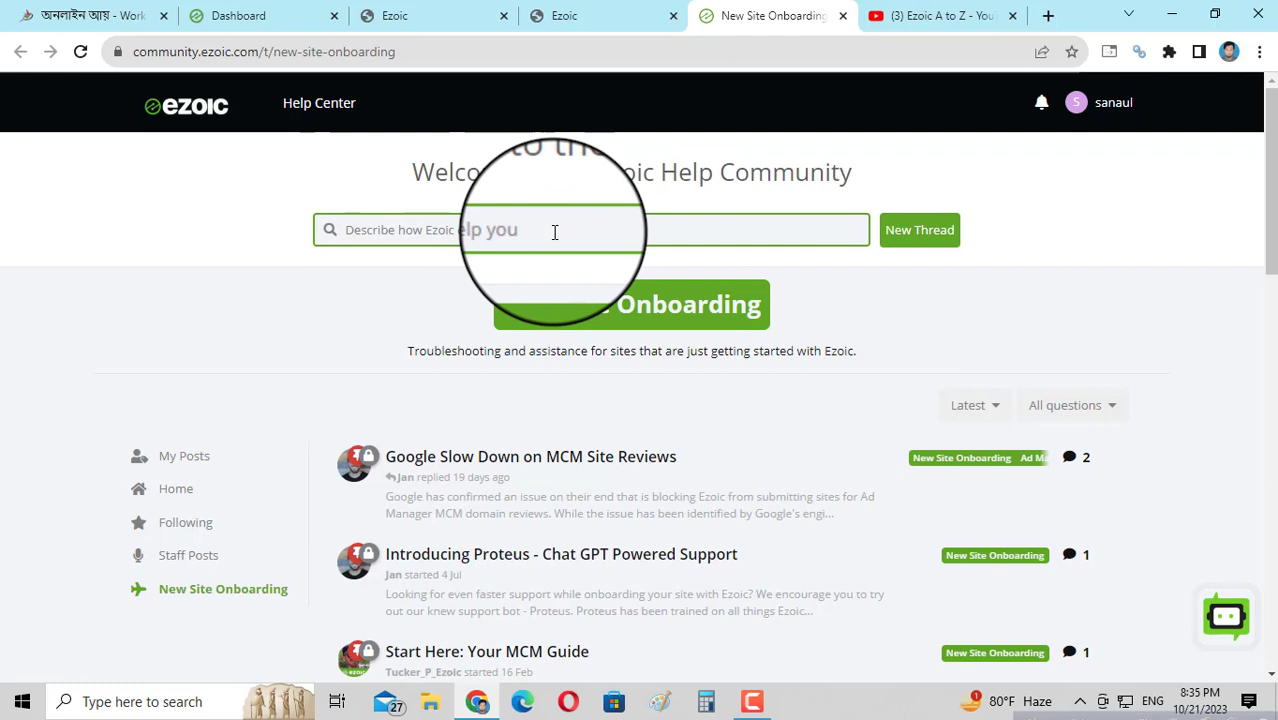 অনলাইন আয় - Work
Dashboard
Ezoic
Ezoic
New Site Onboarding
(3) Ezoic A to Z - You
community.ezoic.com/t/new-site-onboarding
ezoic
Help Center
S
sanaul
to the
Welco
oic Help Community
Describe how Ezoic elp you
New Thread
Onboarding
Troubleshooting and assistance for sites that are just getting started with Ezoic.
Latest
All questions
My Posts
Home
Following
Staff Posts
New Site Onboarding
Google Slow Down on MCM Site Reviews
New Site Onboarding
Ad Ma
2
Jan replied 19 days ago
Google has confirmed an issue on their end that is blocking Ezoic from submitting sites for Ad
Manager MCM domain reviews. While the issue has been identified by Google's engi...
Introducing Proteus - Chat GPT Powered Support
New Site Onboarding
1
Jan started 4 Jul
Looking for even faster support while onboarding your site with Ezoic? We encourage you to try
out our knew support bot - Proteus. Proteus has been trained on all things Ezoic...
Start Here: Your MCM Guide
New Site Onboarding
1
Tucker_P_Ezoic started 16 Feb
Type here to search
27
1
80°F Haze
ENG
8:35 PM
10/21/2023